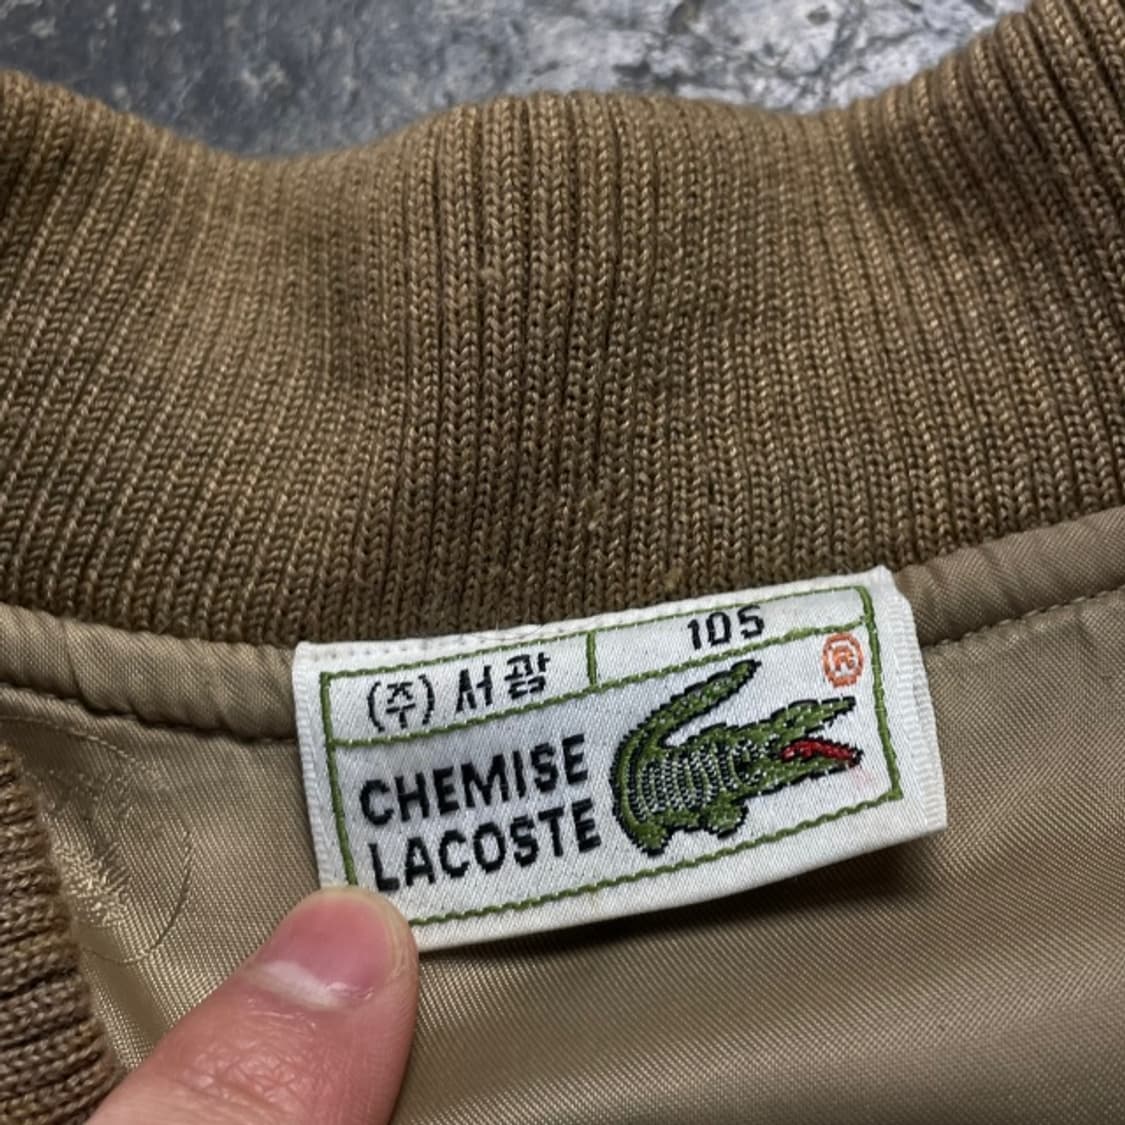 (주) 서광
105
®
CHEMISE
LACOSTE